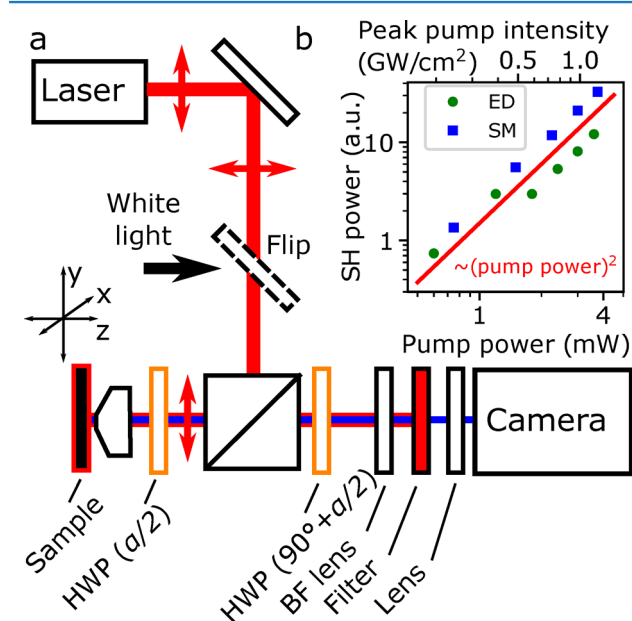 a
Laser
White
light
Flip
y
x
z
Sample
HWP (a/2)
HWP (90°+a/2)
BF lens
Filter
Lens
Camera
b
Peak pump intensity
(GW/cm²)
0.5
1.0
ED
SM
SH power (a.u.)
10
1
~(pump power)²
1
4
Pump power (mW)